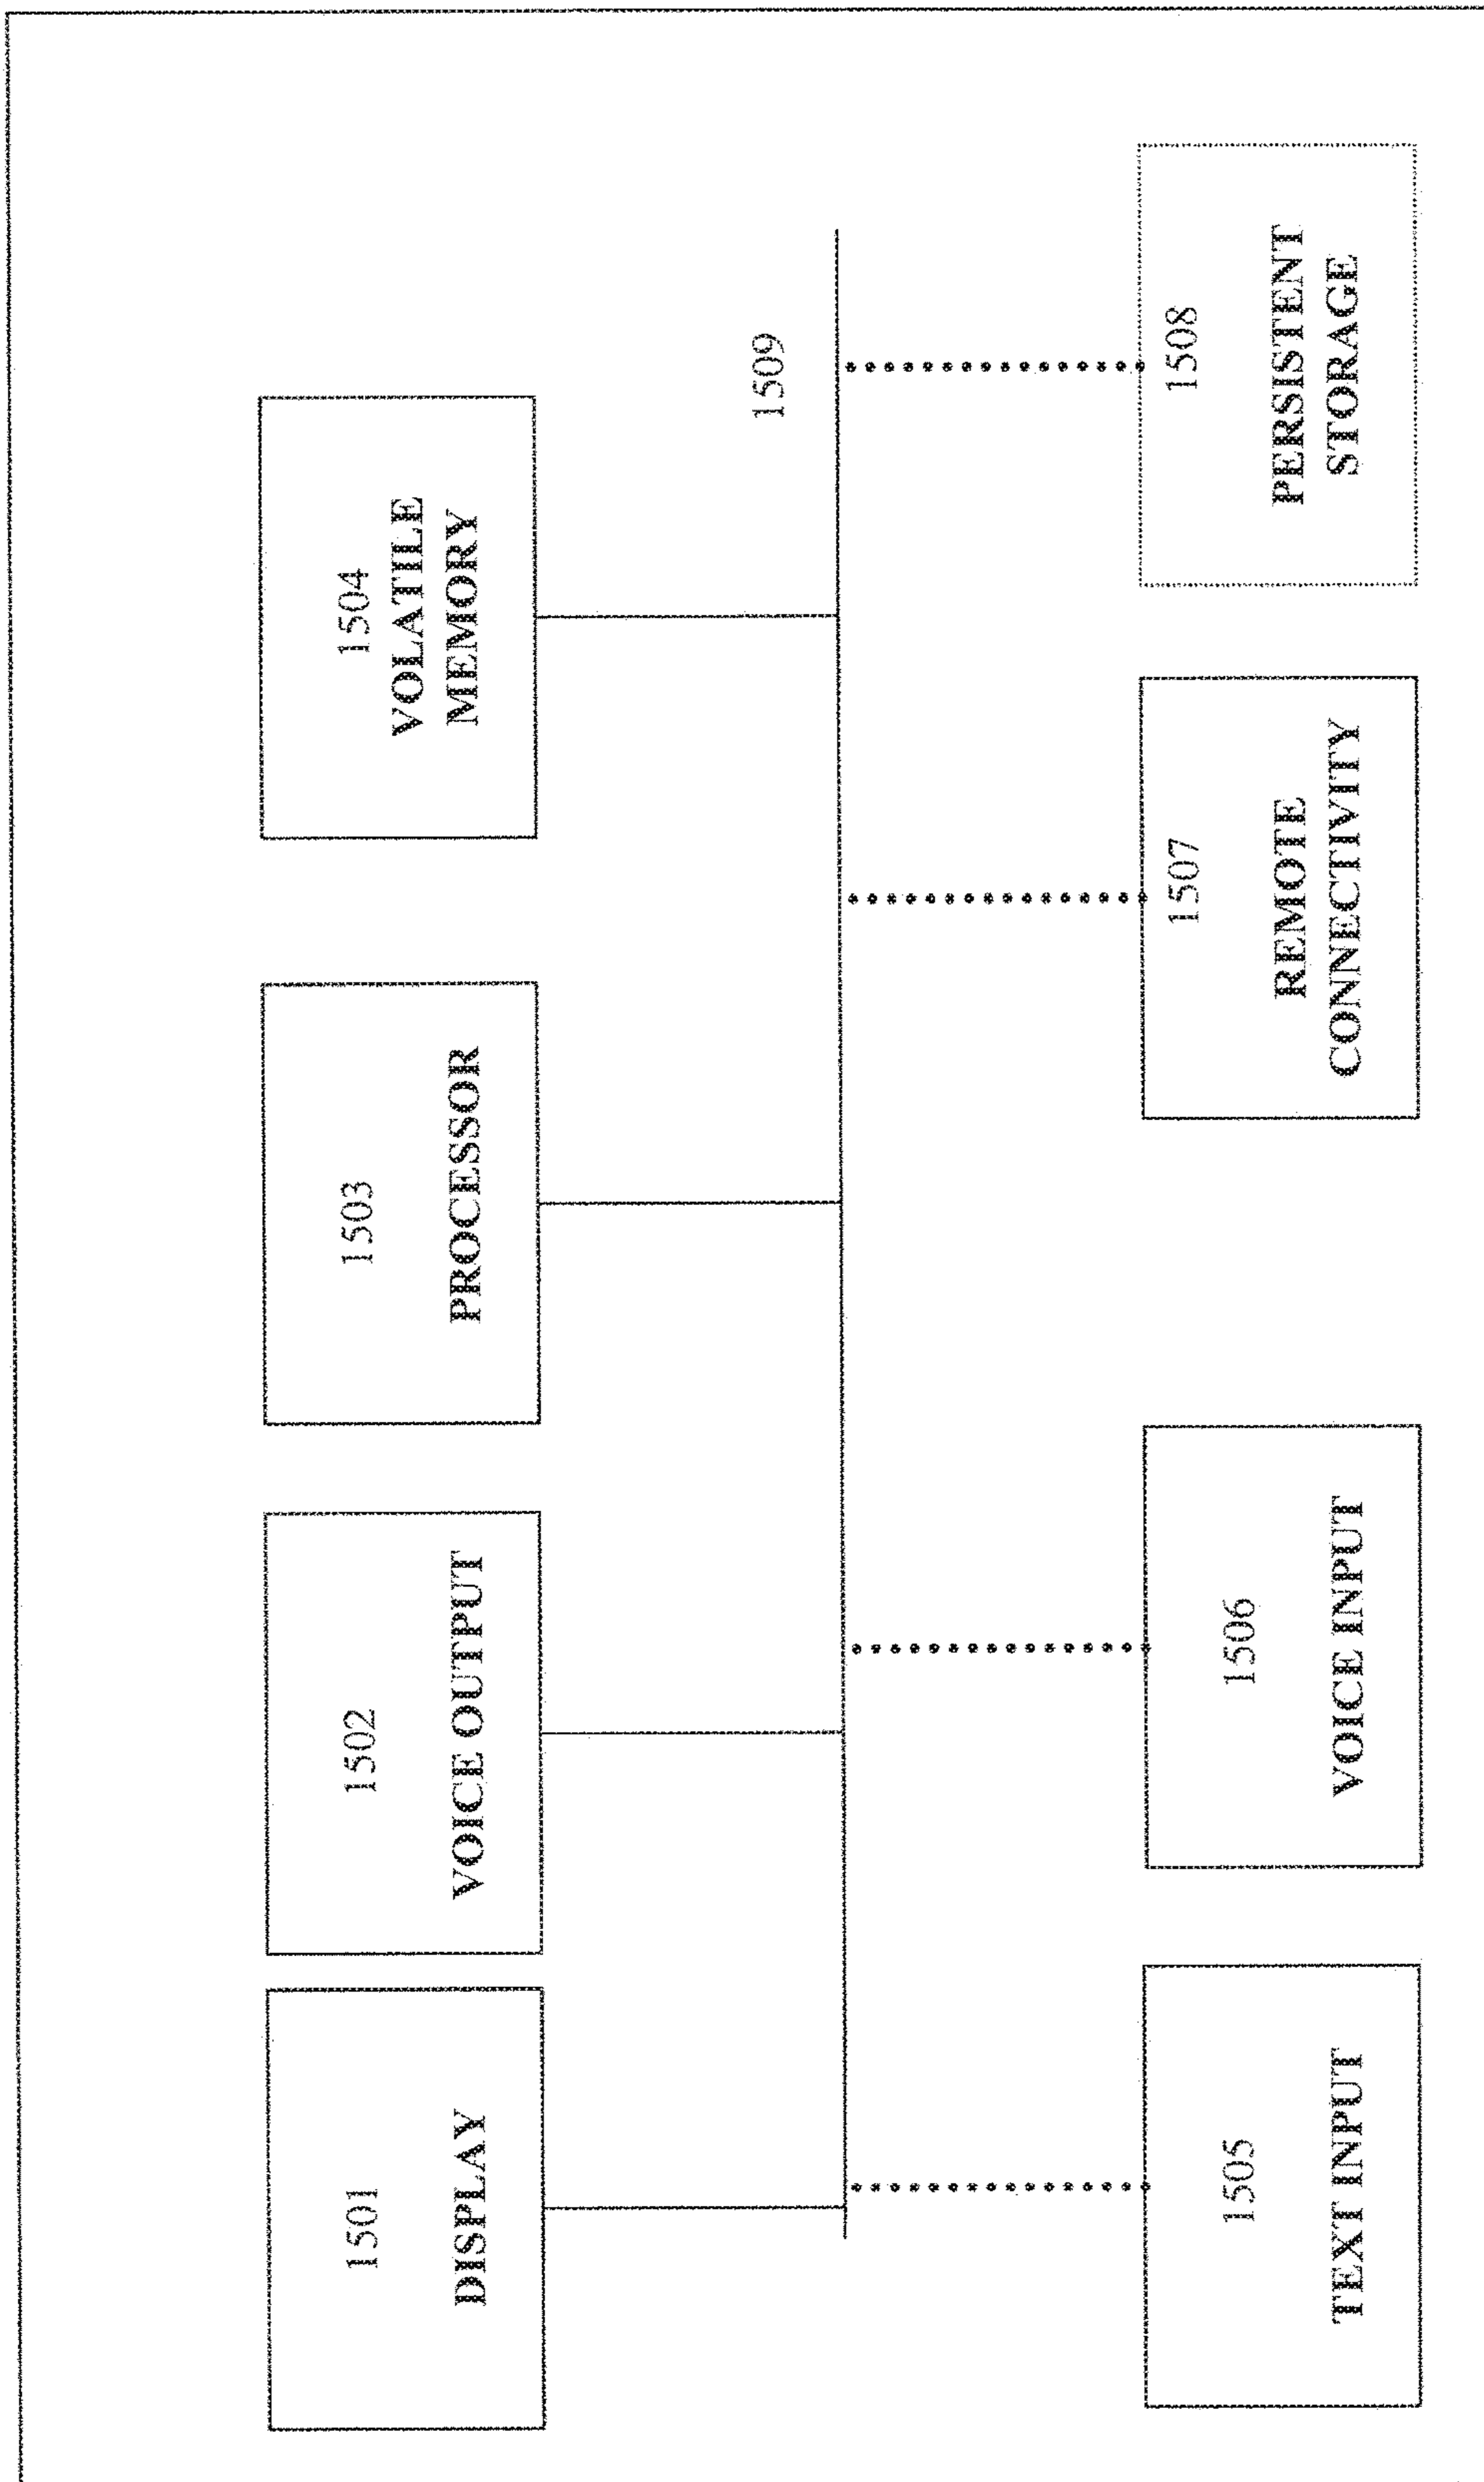 1501
DISPLAY
1502
VOICE OUTPUT
1503
PROCESSOR
1504
VOLATILE
MEMORY
1509
1505
TEXT INPUT
1506
VOICE INPUT
1507
REMOTE
CONNECTIVITY
1508
PERSISTENT
STORAGE